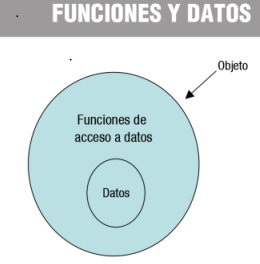 FUNCIONES Y DATOS
Objeto
Funciones de
acceso a datos
Datos